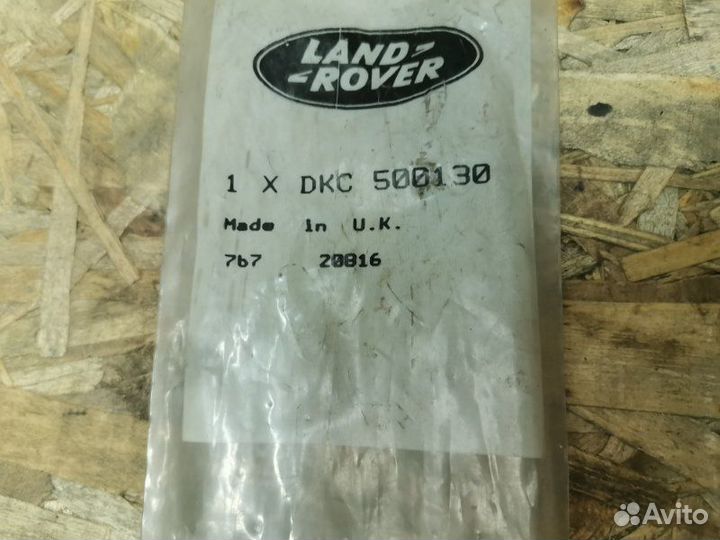 LAND-
-ROVER
1 X DKC 500130
Made in U.K.
767 20816
Avito